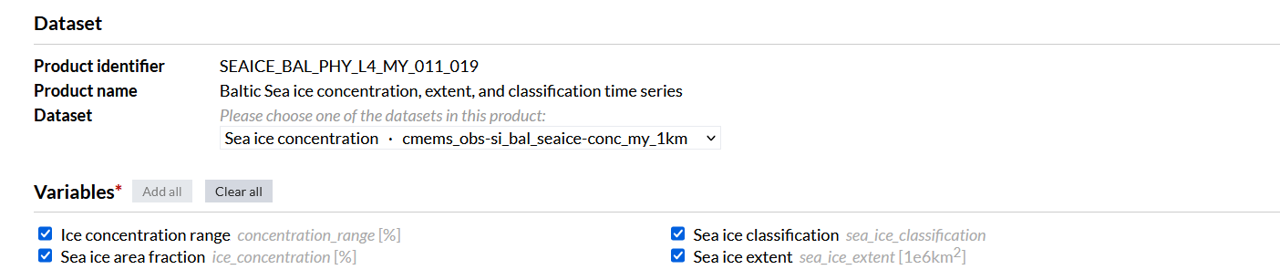 Dataset
Product identifier SEAICE_BAL_PHY_L4_MY_011_019
Product name Baltic Sea ice concentration, extent, and classification time series
Dataset Please choose one of the datasets in this product:
Sea ice concentration · cmems_obs-si_bal_seaice-conc_my_1km
Variables* Add all Clear all
Ice concentration range concentration_range [%] Sea ice classification sea_ice_classification
Sea ice area fraction ice_concentration [%] Sea ice extent sea_ice_extent [1e6km²]